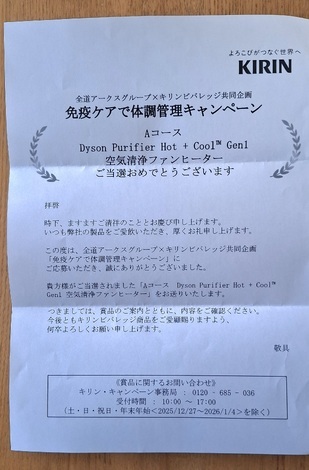 よろこびがつなぐ世界へ
KIRIN
全道アークスグループ×キリンビバレッジ共同企画
免疫ケアで体調管理キャンペーン
Aコース
Dyson Purifier Hot + Cool™ Gen1
空気清浄ファンヒーター
ご当選おめでとうございます
拝啓
時下、ますますご清祥のこととお慶び申し上げます。
いつも弊社の製品をご愛飲いただき、厚くお礼申し上げます。
この度は、全道アークスグループ×キリンビバレッジ共同企画
「免疫ケアで体調管理キャンペーン」に
ご応募いただき、誠にありがとうございました。
貴方様がご当選されました「Aコース Dyson Purifier Hot + Cool™
Gen1 空気清浄ファンヒーター」をお送りいたします。
つきましては、賞品のご案内とともに、内容をご確認ください。
今後ともキリンビバレッジ商品をご愛顧賜りますよう、
何卒よろしくお願い申し上げます。
敬具
《賞品に関するお問い合わせ》
キリン・キャンペーン事務局 : 0120 - 685 - 036
受付時間 : 10:00 ~ 17:00
(土・日・祝日・年末年始<2025/12/27~2026/1/4>を除く)